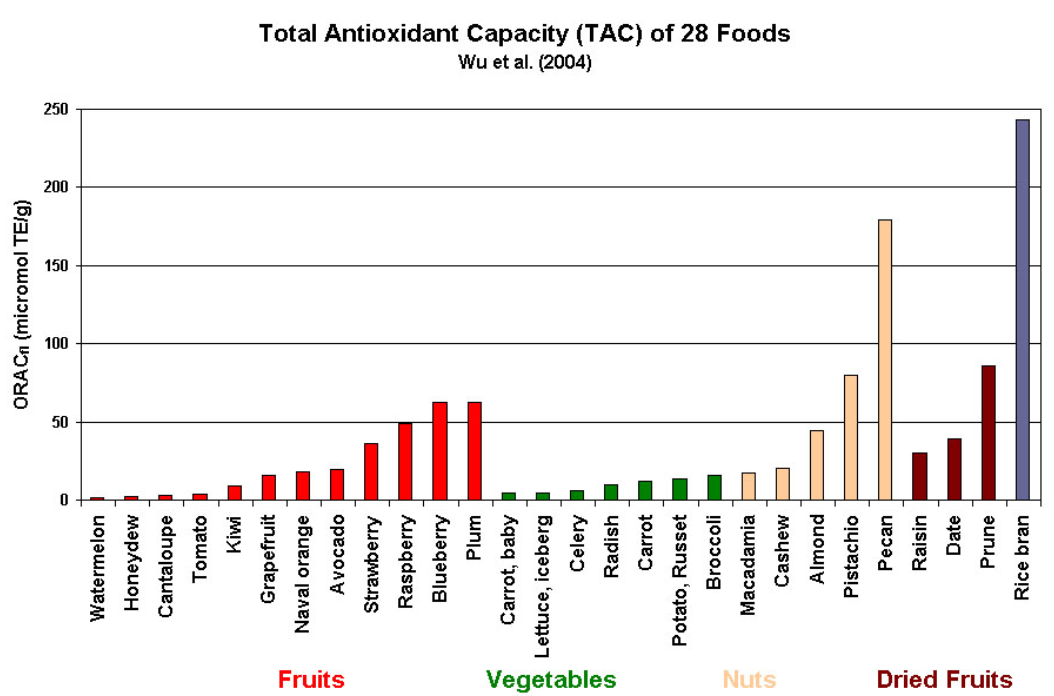 Total Antioxidant Capacity (TAC) of 28 Foods
Wu et al. (2004)
ORACn (micromol TE/g)
250
200
150
100
50
0
Watermelon
Honeydew
Cantaloupe
Tomato
Kiwi
Grapefruit
Naval orange
Avocado
Strawberry
Raspberry
Blueberry
Plum
Carrot, baby
Lettuce, iceberg
Celery
Radish
Carrot
Potato, Russet
Broccoli
Macadamia
Cashew
Almond
Pistachio
Pecan
Raisin
Date
Prune
Rice bran
Fruits
Vegetables
Nuts
Dried Fruits